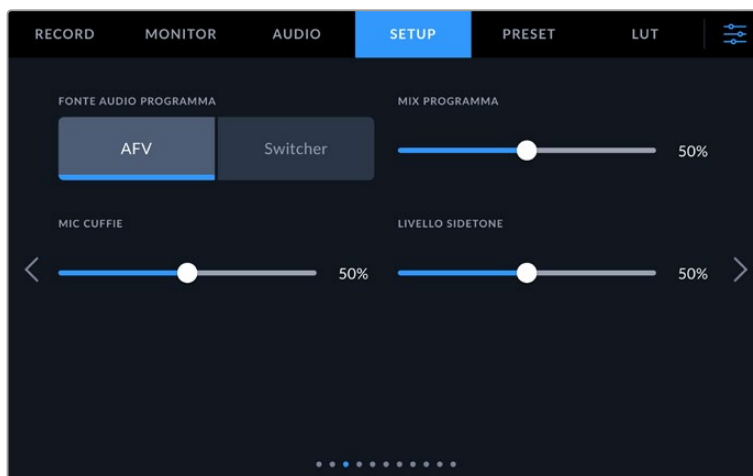 RECORD MONITOR AUDIO SETUP PRESET LUT
FONTE AUDIO PROGRAMMA MIX PROGRAMMA
AFV Switcher 50%
MIC CUFFIE LIVELLO SIDETONE
50% 50%